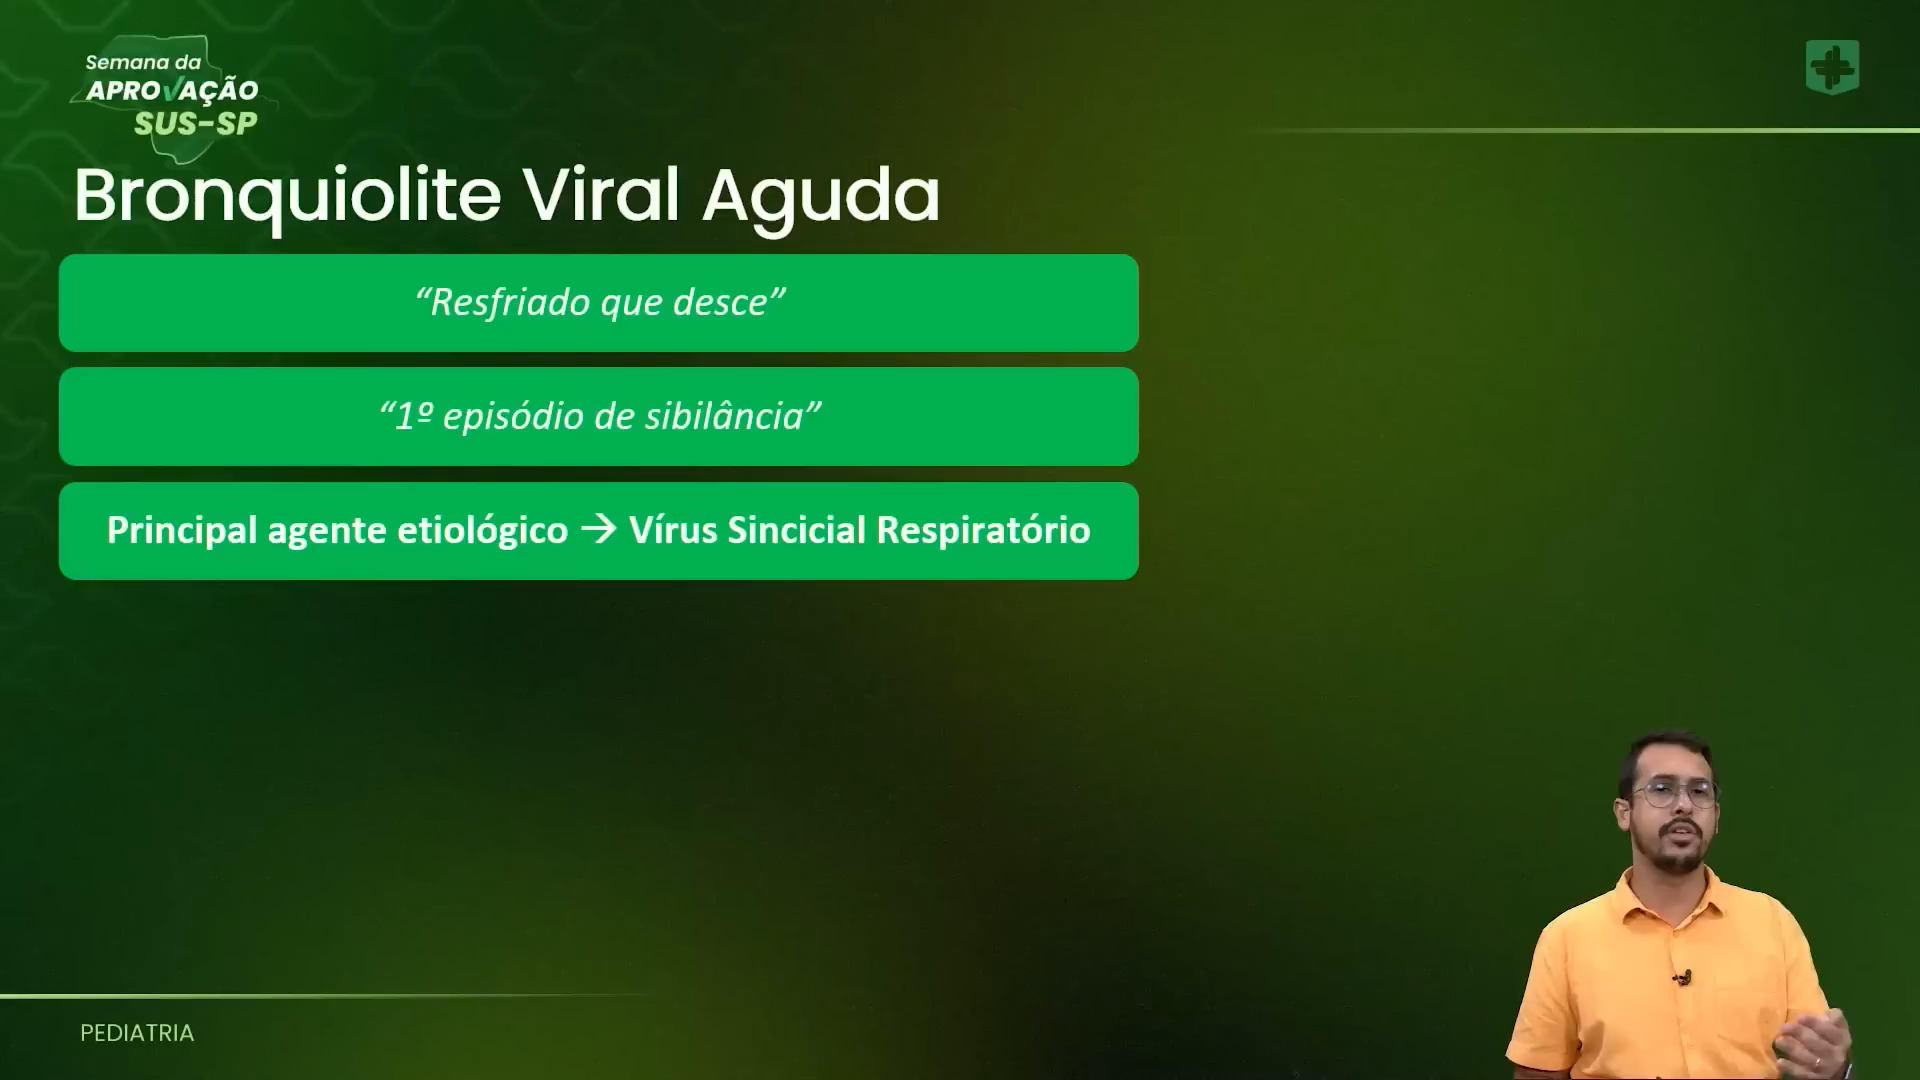 Semana da
APROVAÇÃO
SUS-SP
Bronquiolite Viral Aguda
“Resfriado que desce”
“1º episódio de sibilância”
Principal agente etiológico → Vírus Sincicial Respiratório
PEDIATRIA